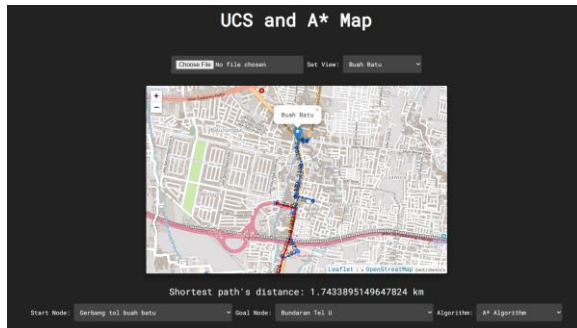 UCS and A* Map
Choose File No file chosen Set View: Buah Batu
+
Buah Batu ×
−
Leaflet | © OpenStreetMap contributors
Shortest path's distance: 1.7433895149647824 km
Start Node: Gerbang tol buah batu Goal Node: Bundaran Tel U Algorithm: A* Algorithm